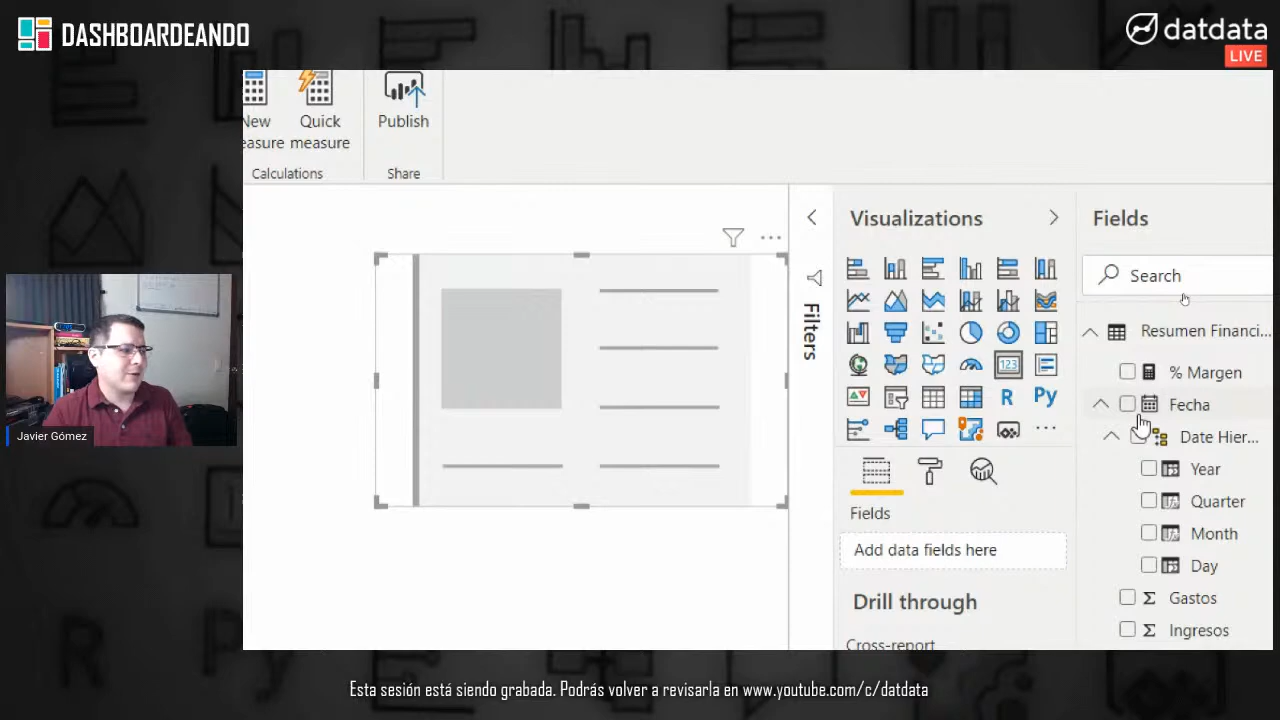 DASHBOARDEANDO
datdata
LIVE
New
easure
Quick
measure
Publish
Calculations
Share
Visualizations
Fields
Search
Filters
Resumen Financi...
% Margen
Fecha
Date Hier...
Year
Quarter
Month
Day
Gastos
Ingresos
123
R
Py
Fields
Add data fields here
Drill through
Cross-report
Javier Gómez
R
P
Esta sesión está siendo grabada. Podrás volver a revisarla en www.youtube.com/c/datdata